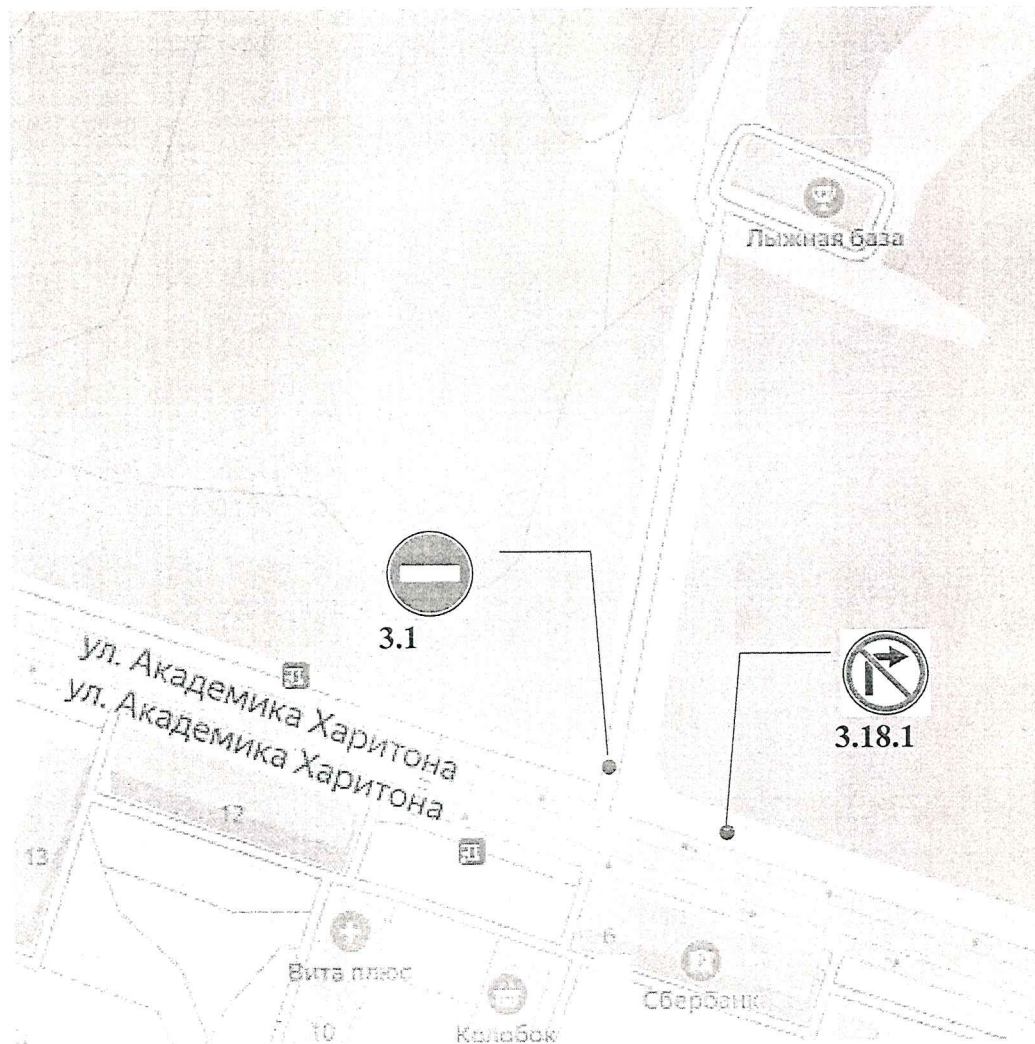 Лыжная база
3.1
3.18.1
ул. Академика Харитона
ул. Академика Харитона
12
13
6
Вита плюс
Сбербанк
10
Колобок